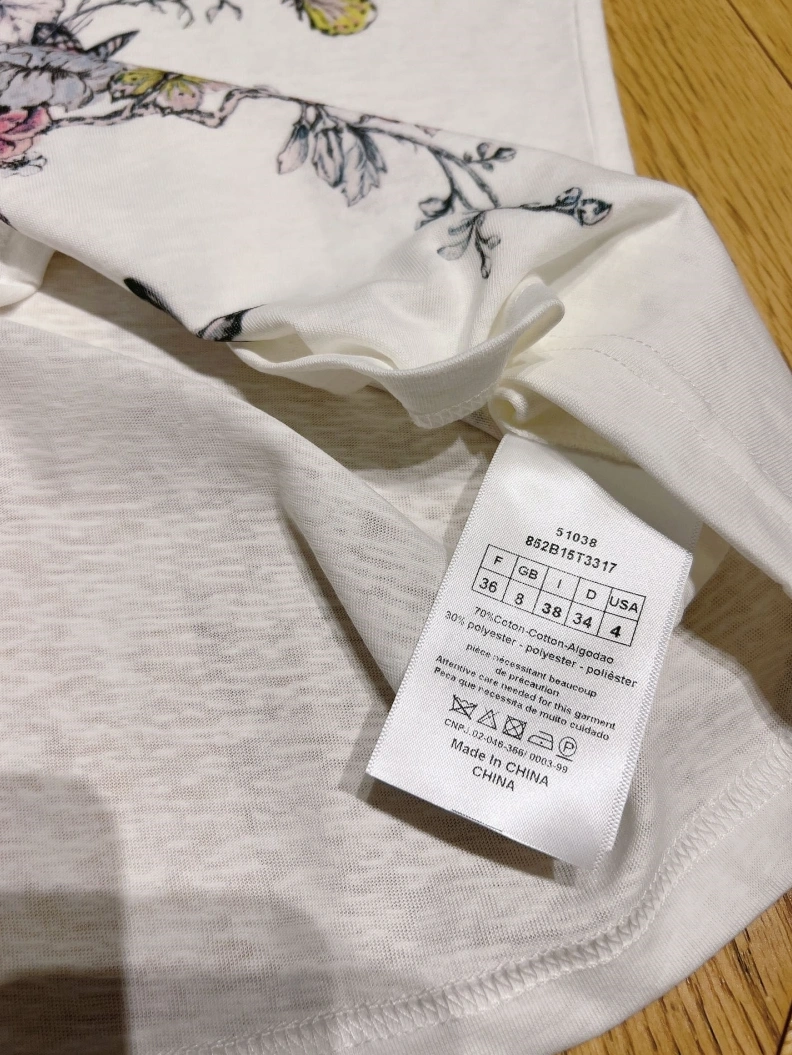 51038
852B15T3317
F GB I D USA
36 8 38 34 4
70%Coton-Cotton-Algodao
30% polyester - polyester - poliêster
pièce nécessitant beaucoup
de précaution
Attentive care needed for this garment
Peca que necessita de muito cuidado
P
CNPJ.02-046-366/ 0003-99
Made In CHINA
CHINA